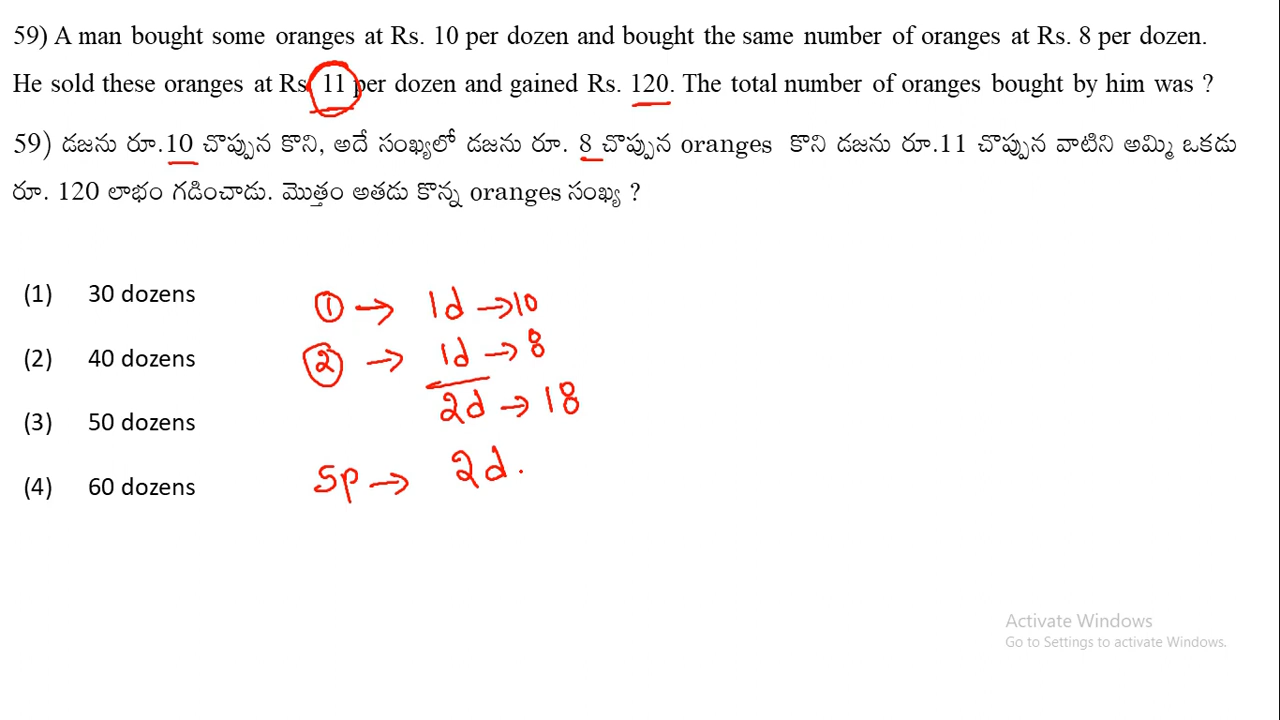 59) A man bought some oranges at Rs. 10 per dozen and bought the same number of oranges at Rs. 8 per dozen.
He sold these oranges at Rs. 11 per dozen and gained Rs. 120. The total number of oranges bought by him was ?
59) డజను రూ.10 చొప్పున కొని, అదే సంఖ్యలో డజను రూ. 8 చొప్పున oranges కొని డజను రూ.11 చొప్పున వాటిని అమ్మి ఒకడు
రూ. 120 లాభం గడించాడు. మొత్తం అతడు కొన్న oranges సంఖ్య ?
(1) 30 dozens
(2) 40 dozens
(3) 50 dozens
(4) 60 dozens
① → 1d → 10
② → 1d → 8
2d → 18
SP → 2d.
Activate Windows
Go to Settings to activate Windows.